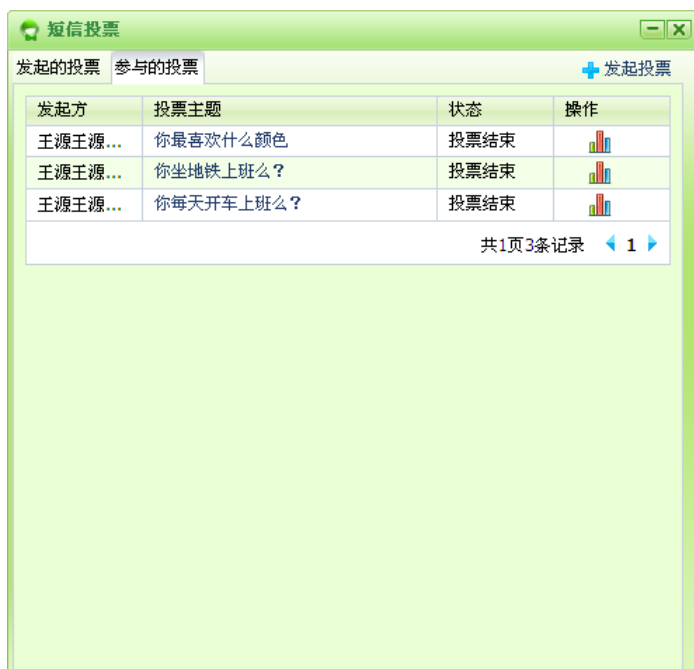 短信投票
发起的投票 参与的投票 发起投票
发起方 投票主题 状态 操作
王源王源... 你最喜欢什么颜色 投票结束
王源王源... 你坐地铁上班么？ 投票结束
王源王源... 你每天开车上班么？ 投票结束
共1页3条记录 1